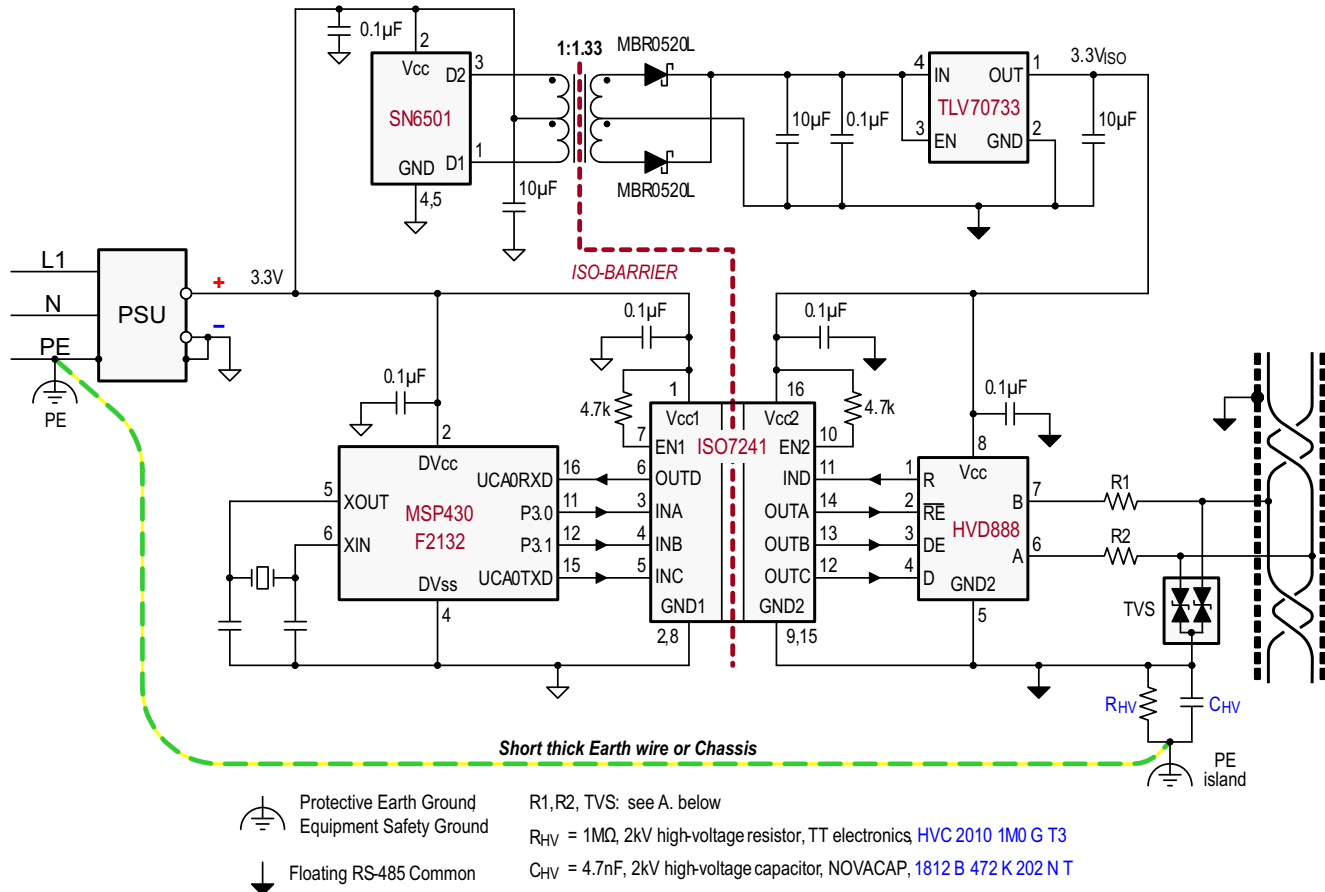 0.1µF
2
Vcc
D2
3
SN6501
D1
1
GND
4,5
10µF
1:1.33
MBR0520L
MBR0520L
10µF
0.1µF
4
IN
OUT
1
TLV70733
3
EN
GND
2
3.3VISO
10µF
ISO-BARRIER
L1
N
PE
PSU
+
–
3.3V
PE
0.1µF
2
DVcc
5
XOUT
6
XIN
MSP430
F2132
UCA0RXD
16
P3.0
11
P3.1
12
UCA0TXD
15
DVss
4
0.1µF
4.7k
1
Vcc1
7
EN1
6
OUTD
3
INA
4
INB
5
INC
GND1
2,8
ISO7241
0.1µF
4.7k
16
Vcc2
EN2
10
IND
11
OUTA
14
OUTB
13
OUTC
12
GND2
9,15
0.1µF
8
Vcc
1
R
2
RE
3
DE
4
D
HVD888
B
7
A
6
GND2
5
R1
R2
TVS
RHV
CHV
PE
island
Short thick Earth wire or Chassis
Protective Earth Ground
Equipment Safety Ground
Floating RS-485 Common
R1,R2, TVS: see A. below
RHV = 1MΩ, 2kV high-voltage resistor, TT electronics, HVC 2010 1M0 G T3
CHV = 4.7nF, 2kV high-voltage capacitor, NOVACAP, 1812 B 472 K 202 N T